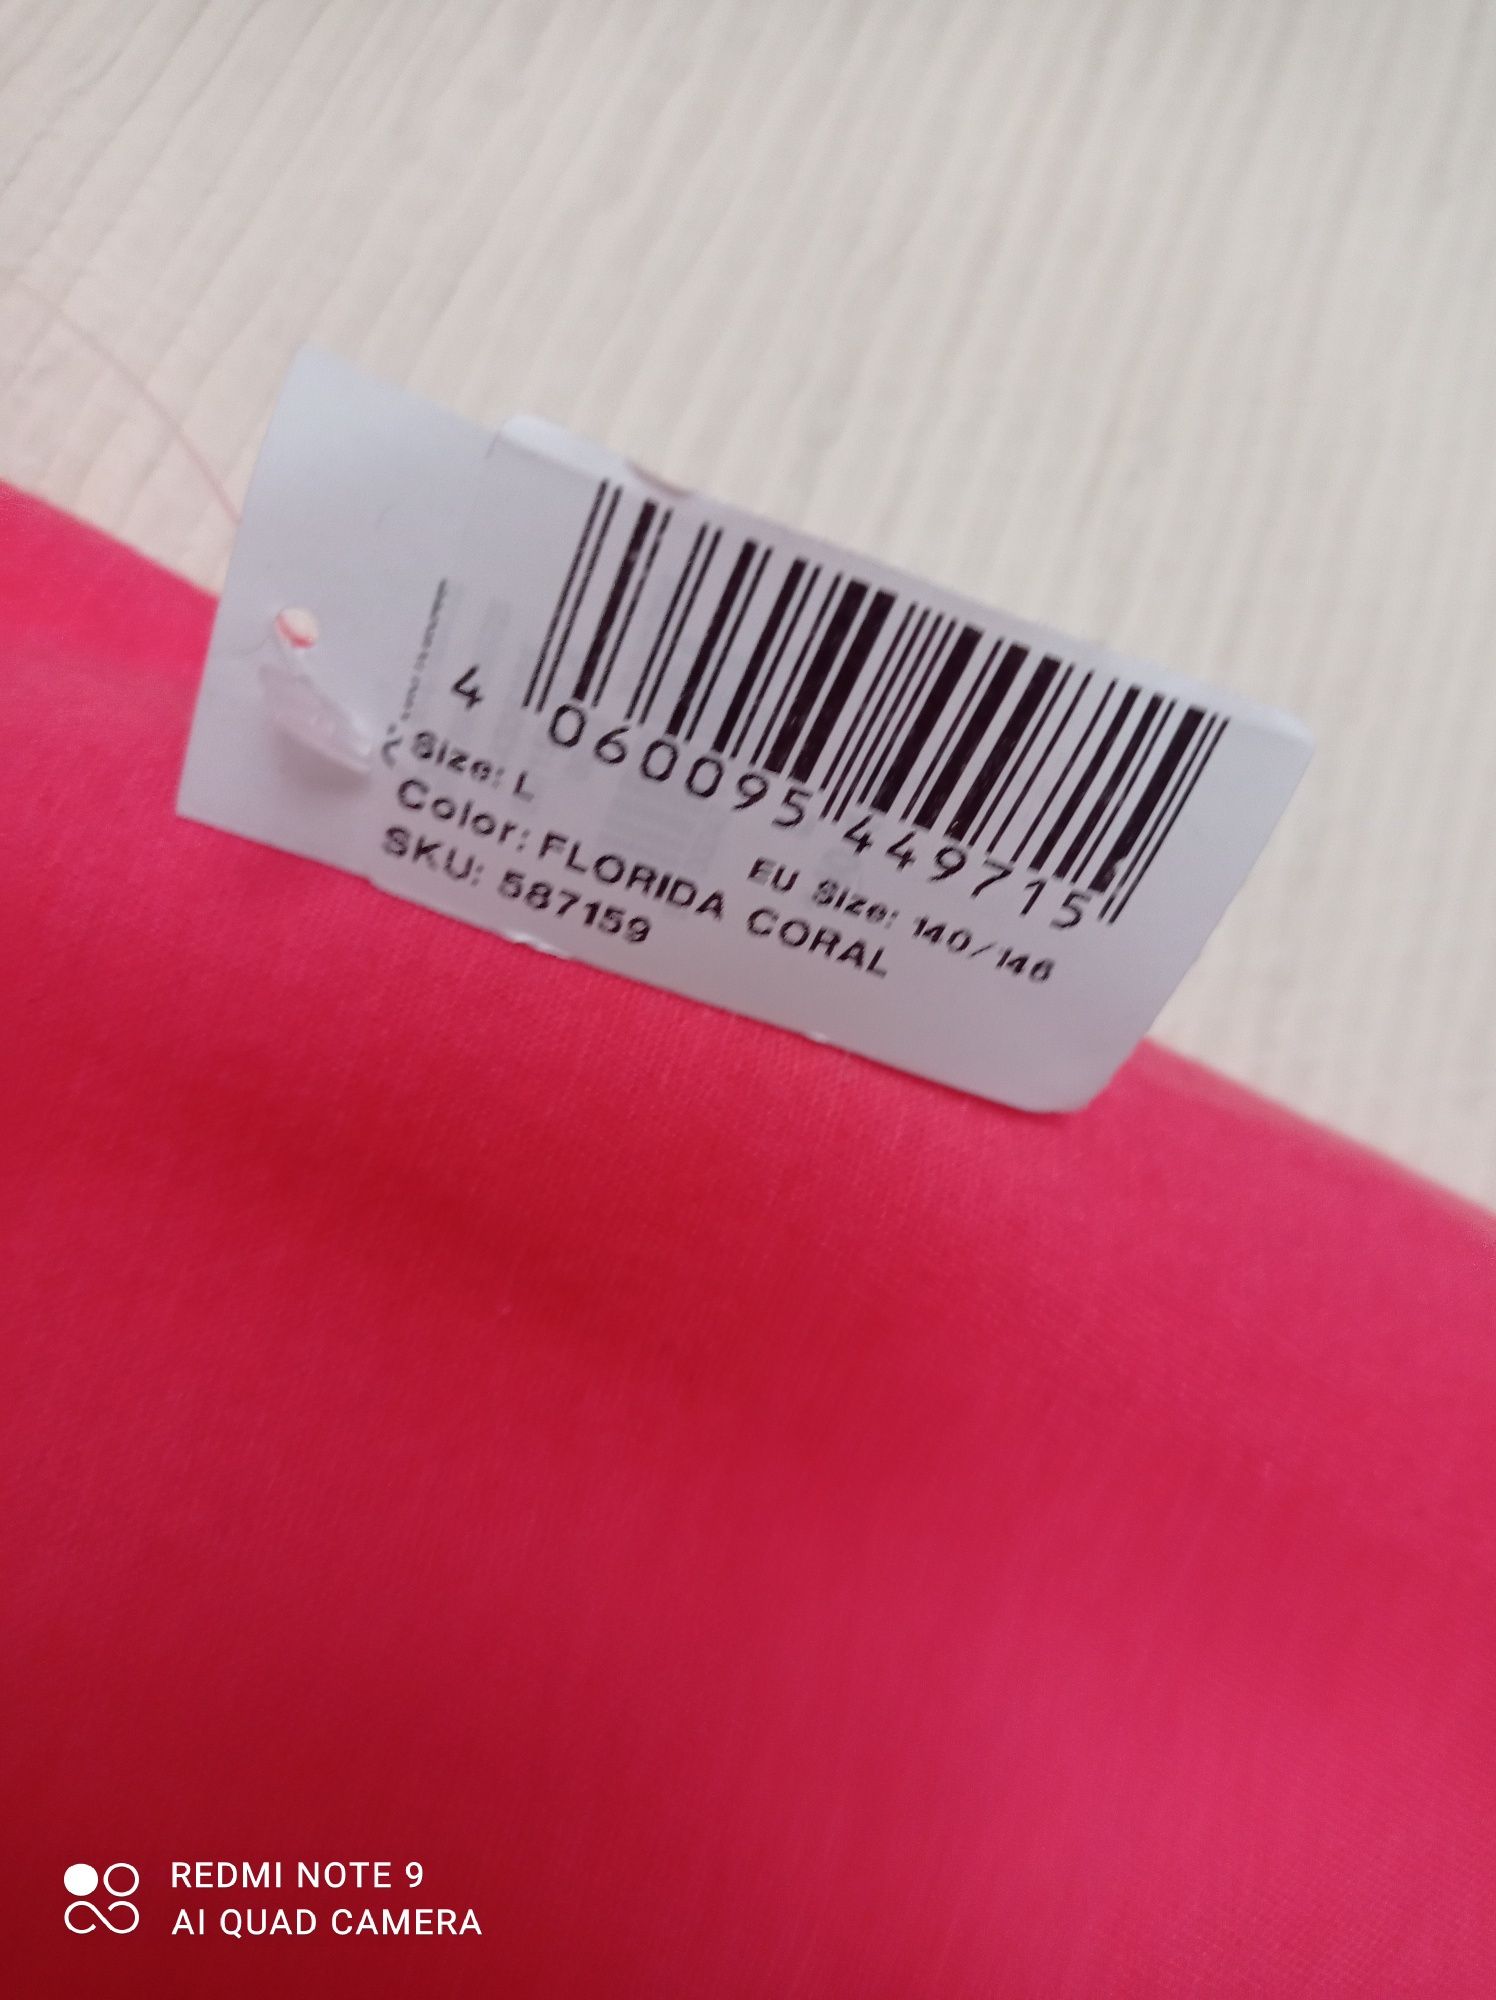 4 060095 449715
Size: L EU Size: 140/146
Color: FLORIDA CORAL
SKU: 587159
REDMI NOTE 9
AI QUAD CAMERA